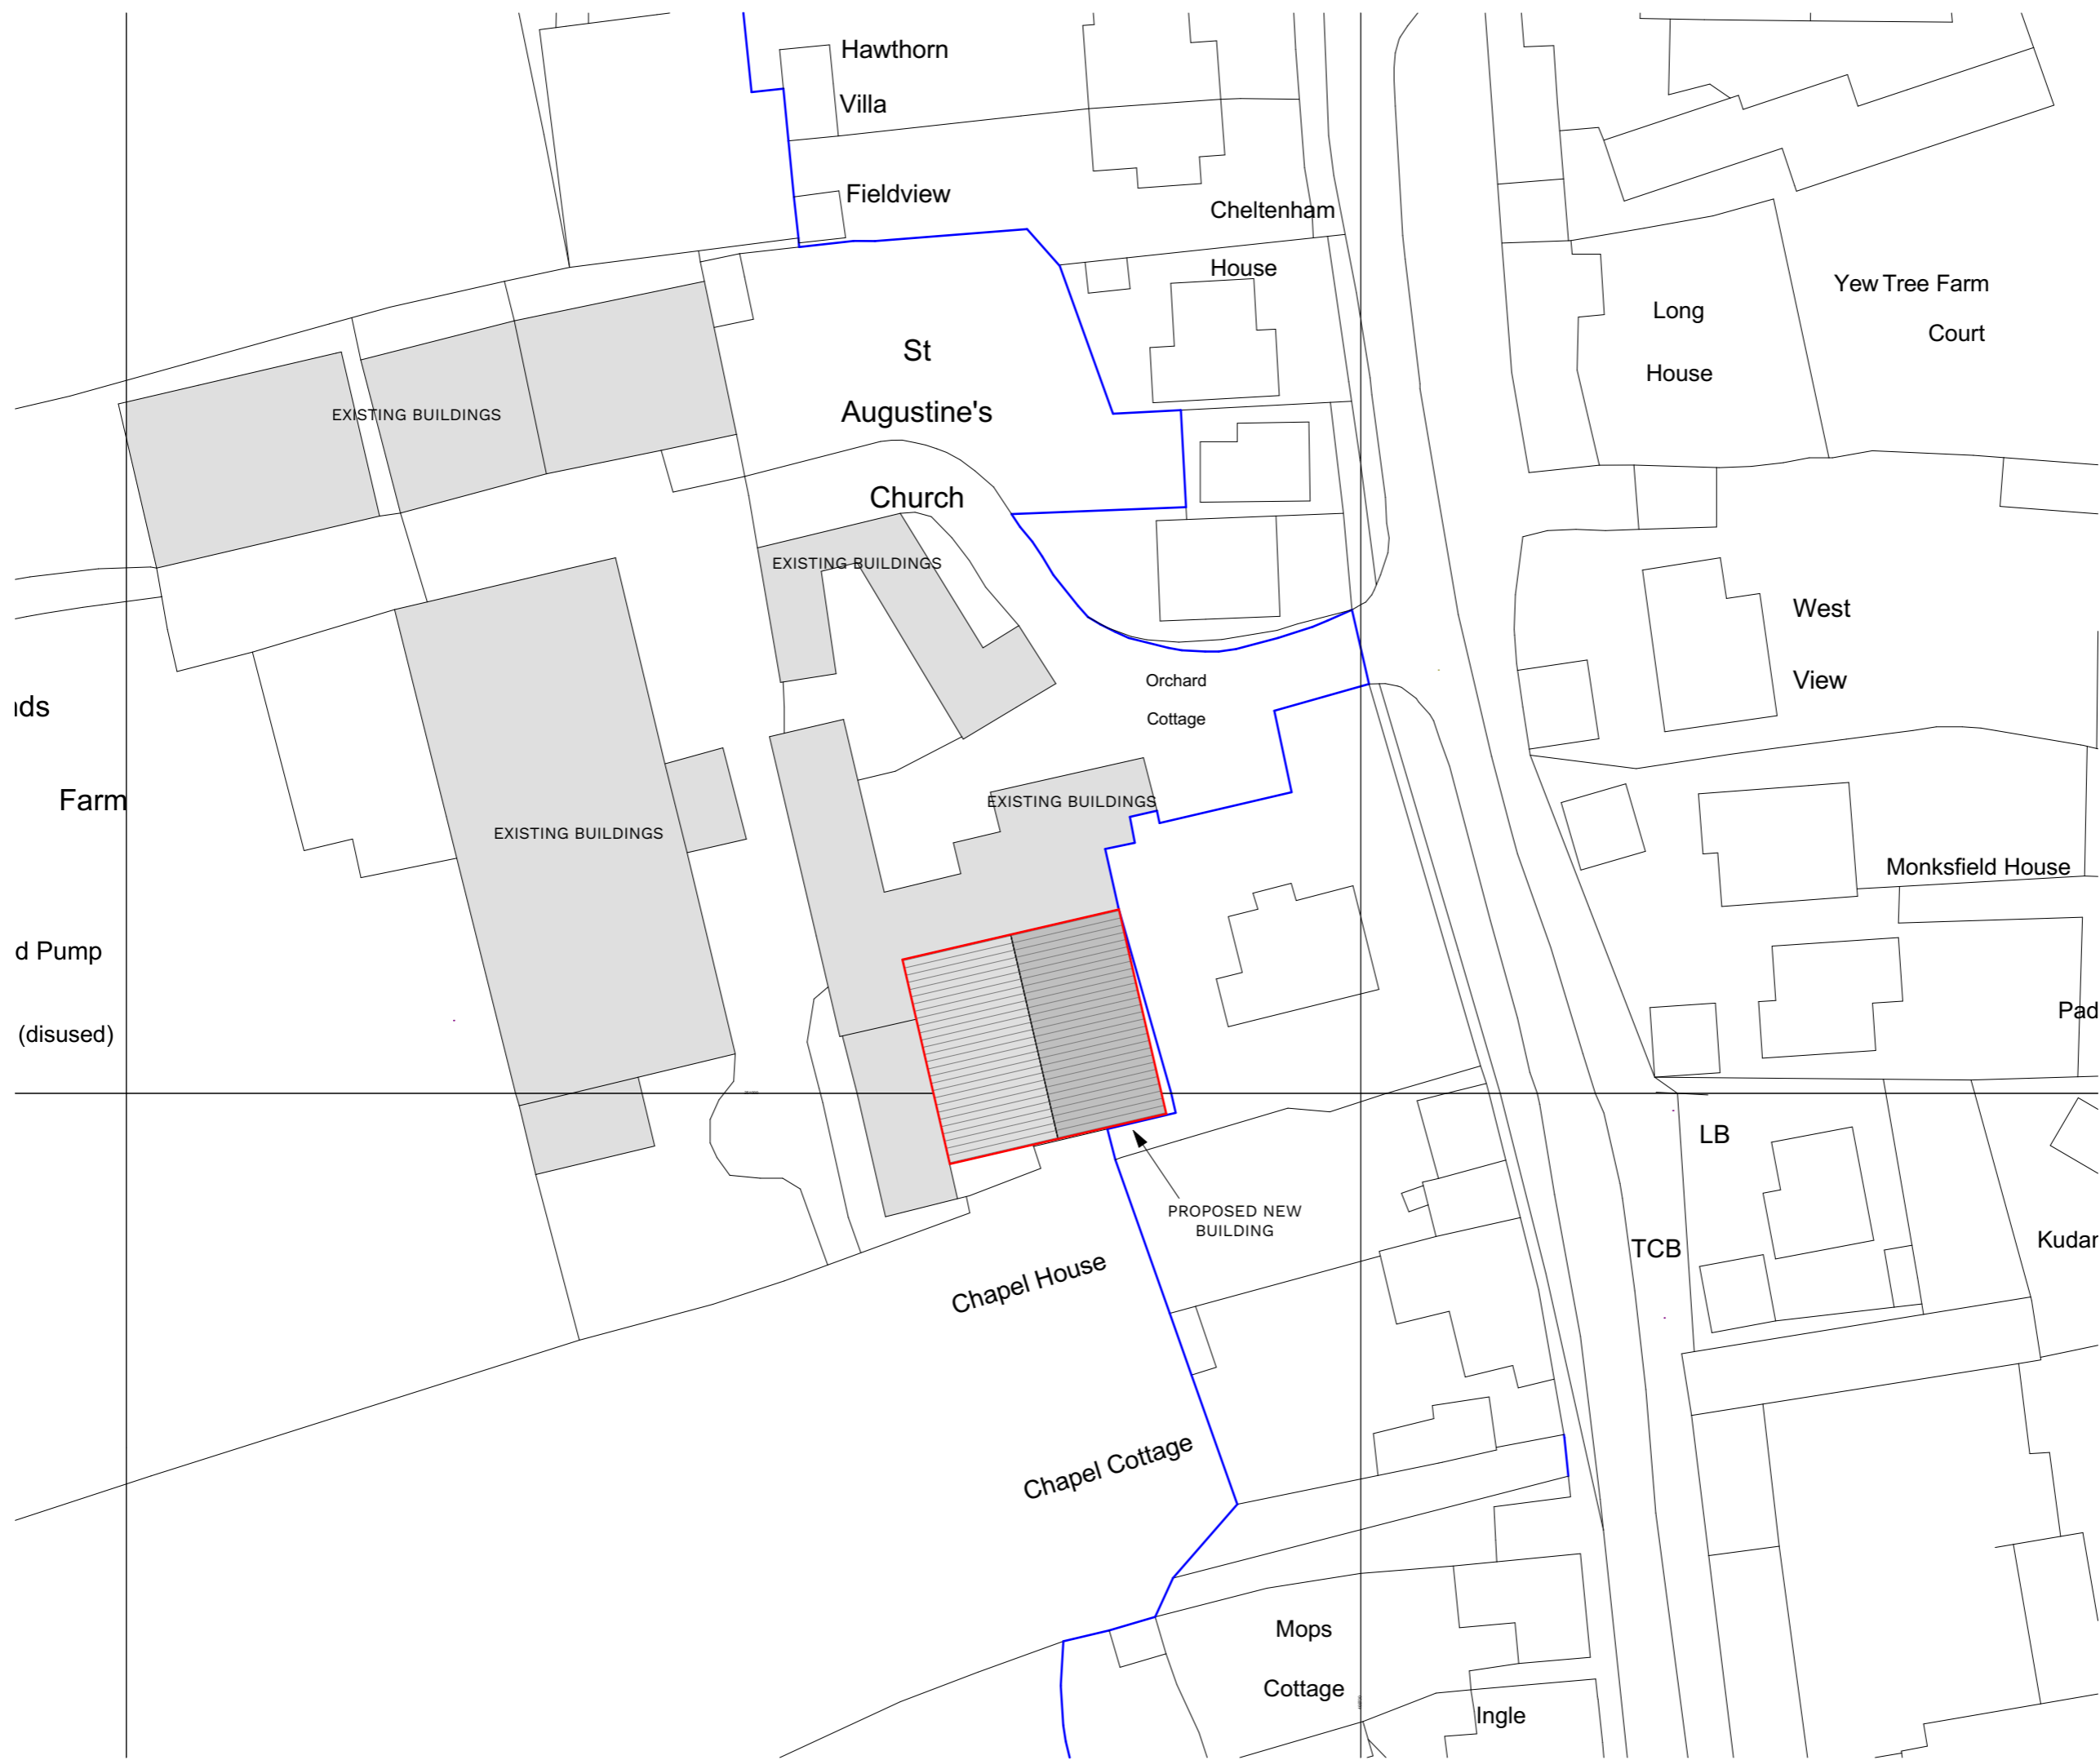 Hawthorn
Villa
Fieldview
Cheltenham
House
St
Augustine's
Church
Long
House
Yew Tree Farm
Court
EXISTING BUILDINGS
EXISTING BUILDINGS
West
View
Orchard
Cottage
Farm
EXISTING BUILDINGS
EXISTING BUILDINGS
Monksfield House
d Pump
(disused)
Pad
LB
PROPOSED NEW
BUILDING
TCB
Kudar
Chapel House
Chapel Cottage
Mops
Cottage
Ingle